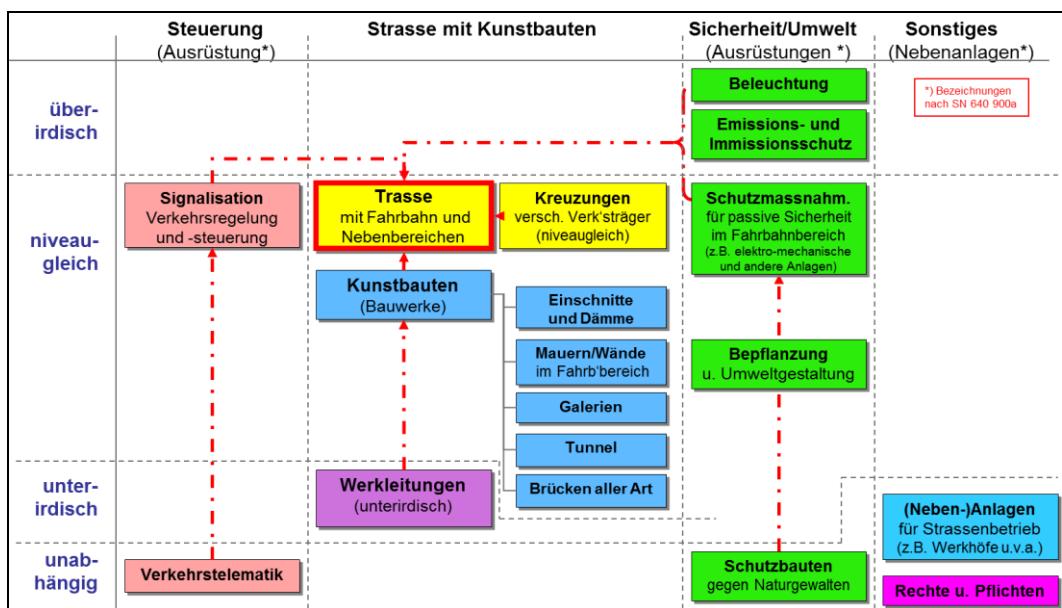 Steuerung
(Ausrüstung*)
Strasse mit Kunstbauten
Sicherheit/Umwelt
(Ausrüstungen *)
Sonstiges
(Nebenanlagen*)
über-
irdisch
Beleuchtung
Emissions- und
Immissionsschutz
*) Bezeichnungen
nach SN 640 900a
niveau-
gleich
Signalisation
Verkehrsregelung
und -steuerung
Trasse
mit Fahrbahn und
Nebenbereichen
Kreuzungen
versch. Verk'sträger
(niveaugleich)
Schutzmassnahm.
für passive Sicherheit
im Fahrbahnbereich
(z.B. elektro-mechanische
und andere Anlagen)
Kunstbauten
(Bauwerke)
Einschnitte
und Dämme
Mauern/Wände
im Fahrb'bereich
Galerien
Tunnel
Brücken aller Art
Bepflanzung
u. Umweltgestaltung
unter-
irdisch
Werkleitungen
(unterirdisch)
(Neben-)Anlagen
für Strassenbetrieb
(z.B. Werkhöfe u.v.a.)
unab-
hängig
Verkehrstelematik
Schutzbauten
gegen Naturgewalten
Rechte u. Pflichten